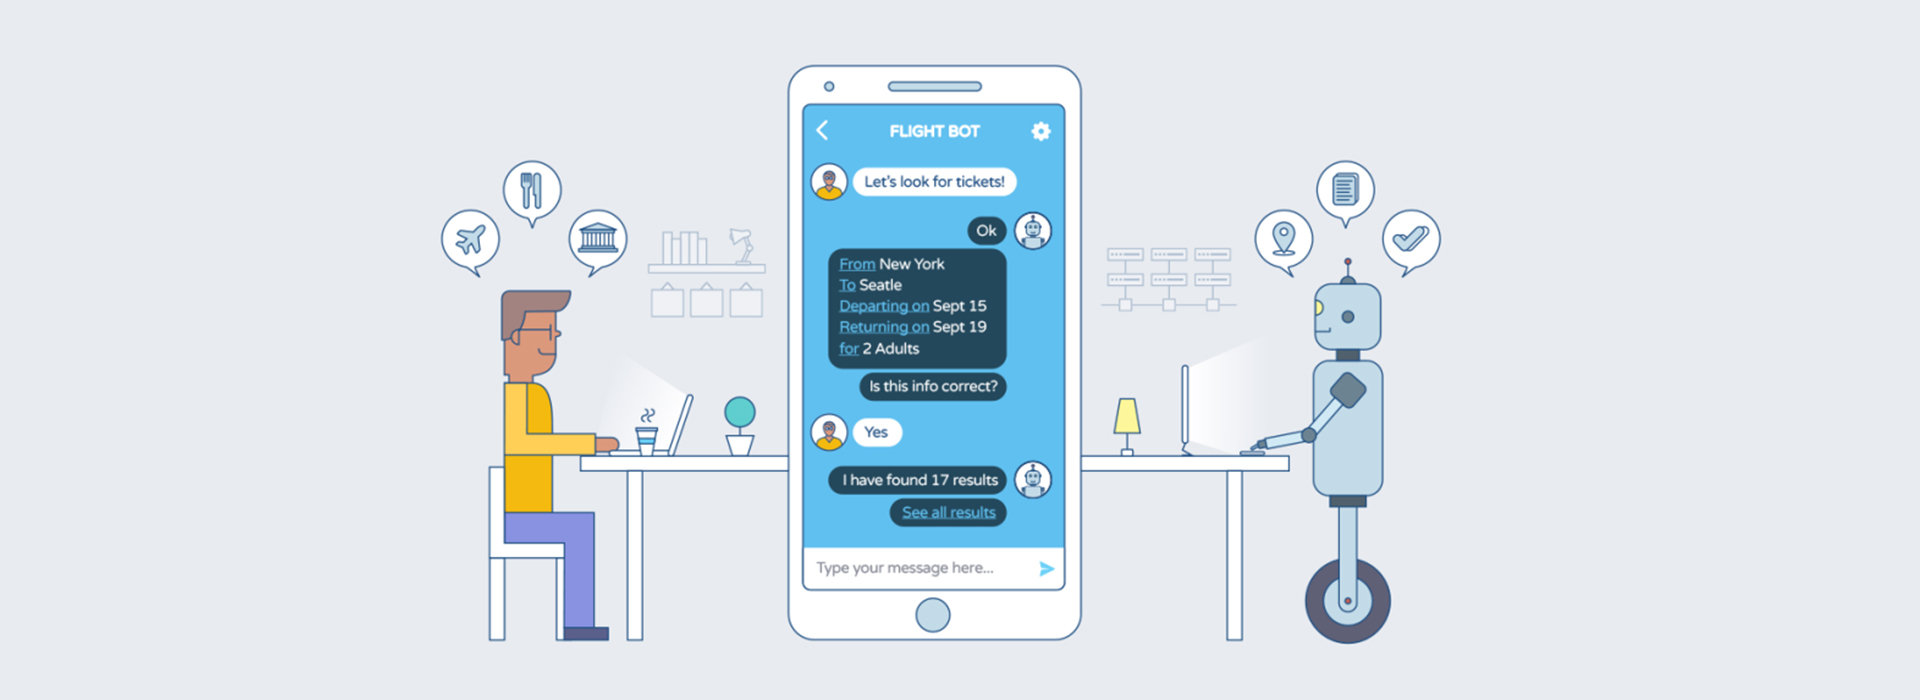 FLIGHT BOT
Let's look for tickets!
Ok
From New York
To Seatle
Departing on Sept 15
Returning on Sept 19
for 2 Adults
Is this info correct?
Yes
I have found 17 results
See all results
Type your message here...